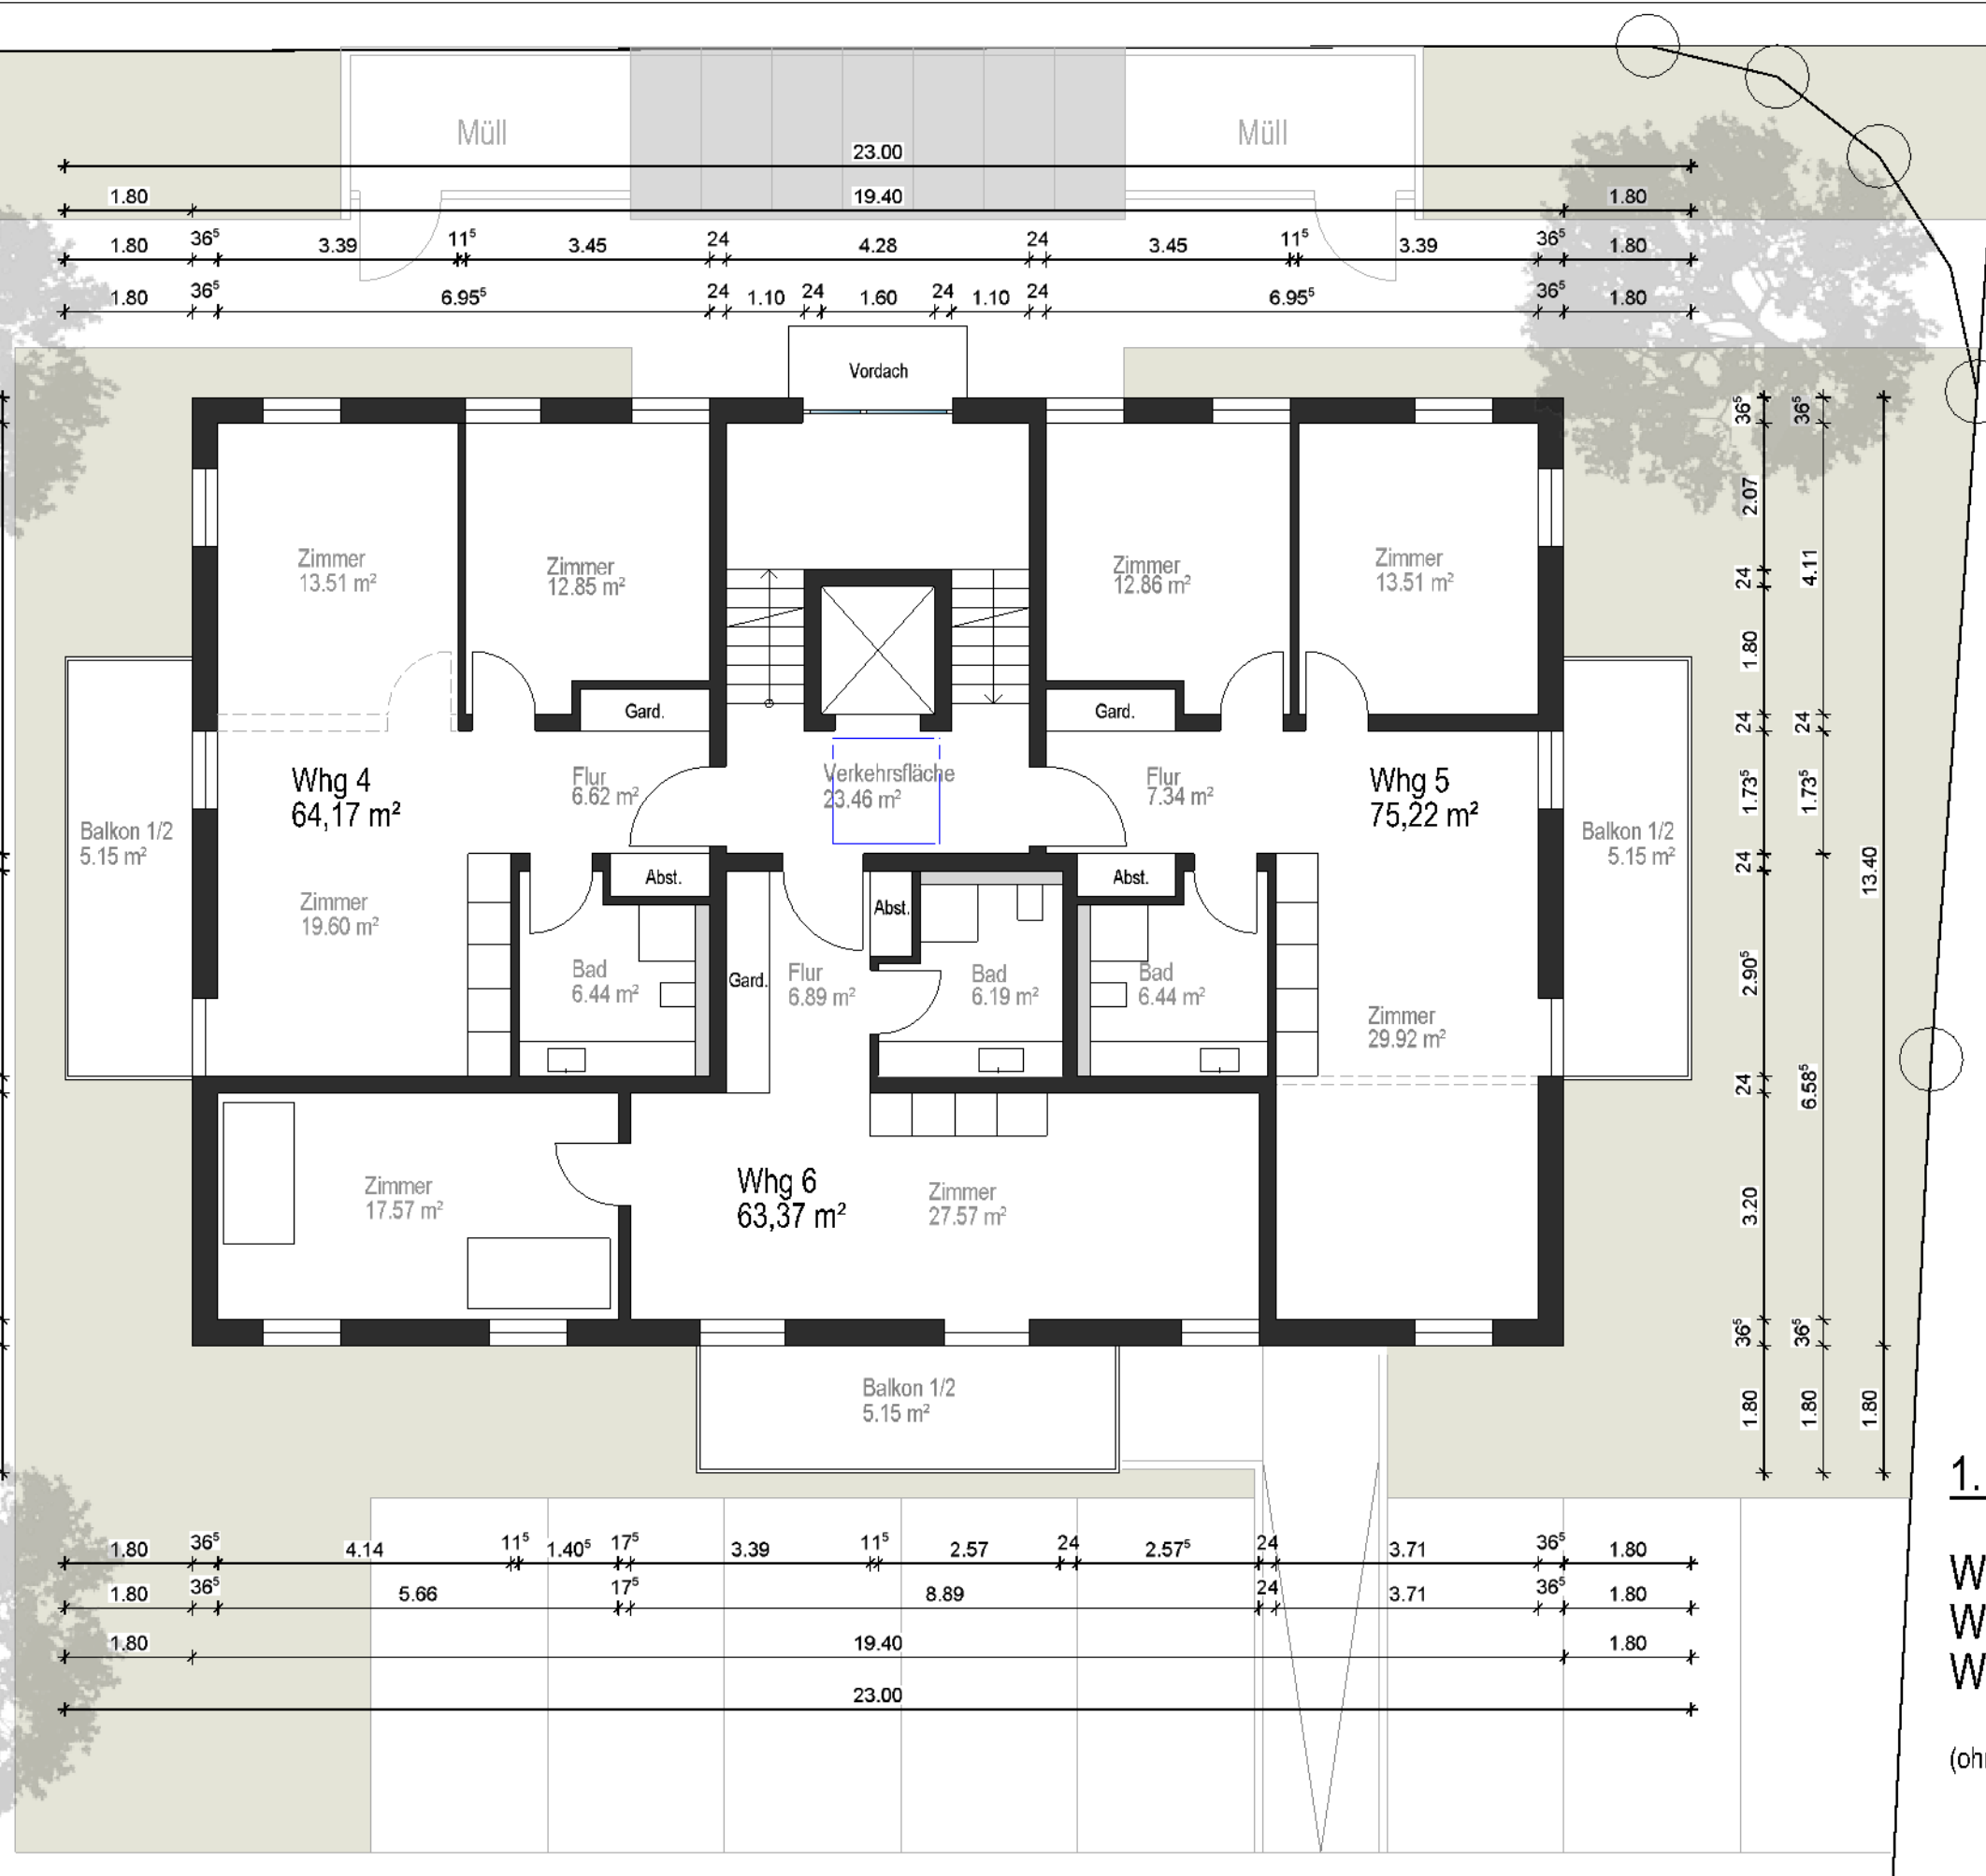 Müll
Müll
23.00
1.80
19.40
1.80
1.80
36⁵
3.39
11⁵
3.45
24
4.28
24
3.45
11⁵
3.39
36⁵
1.80
1.80
36⁵
6.95⁵
24
1.10
24
1.60
24
1.10
24
6.95⁵
36⁵
1.80
Vordach
Zimmer
13.51 m²
Zimmer
12.85 m²
Zimmer
12.86 m²
Zimmer
13.51 m²
Gard.
Gard.
Whg 4
64,17 m²
Flur
6.62 m²
Verkehrsfläche
23.46 m²
Flur
7.34 m²
Whg 5
75,22 m²
Balkon 1/2
5.15 m²
Balkon 1/2
5.15 m²
Zimmer
19.60 m²
Abst.
Abst.
Abst.
Bad
6.44 m²
Gard.
Flur
6.89 m²
Bad
6.19 m²
Bad
6.44 m²
Zimmer
29.92 m²
Zimmer
17.57 m²
Whg 6
63,37 m²
Zimmer
27.57 m²
Balkon 1/2
5.15 m²
36⁵
2.07
24
1.80
24
1.73⁵
24
2.90⁵
24
3.20
36⁵
1.80
36⁵
4.11
24
1.73⁵
6.58⁵
36⁵
1.80
13.40
1.80
1.80
36⁵
4.14
11⁵
1.40⁵
17⁵
3.39
11⁵
2.57
24
2.57⁵
24
3.71
36⁵
1.80
1.80
36⁵
5.66
17⁵
8.89
24
3.71
36⁵
1.80
1.80
19.40
1.80
23.00
1.
W
W
W
(oh